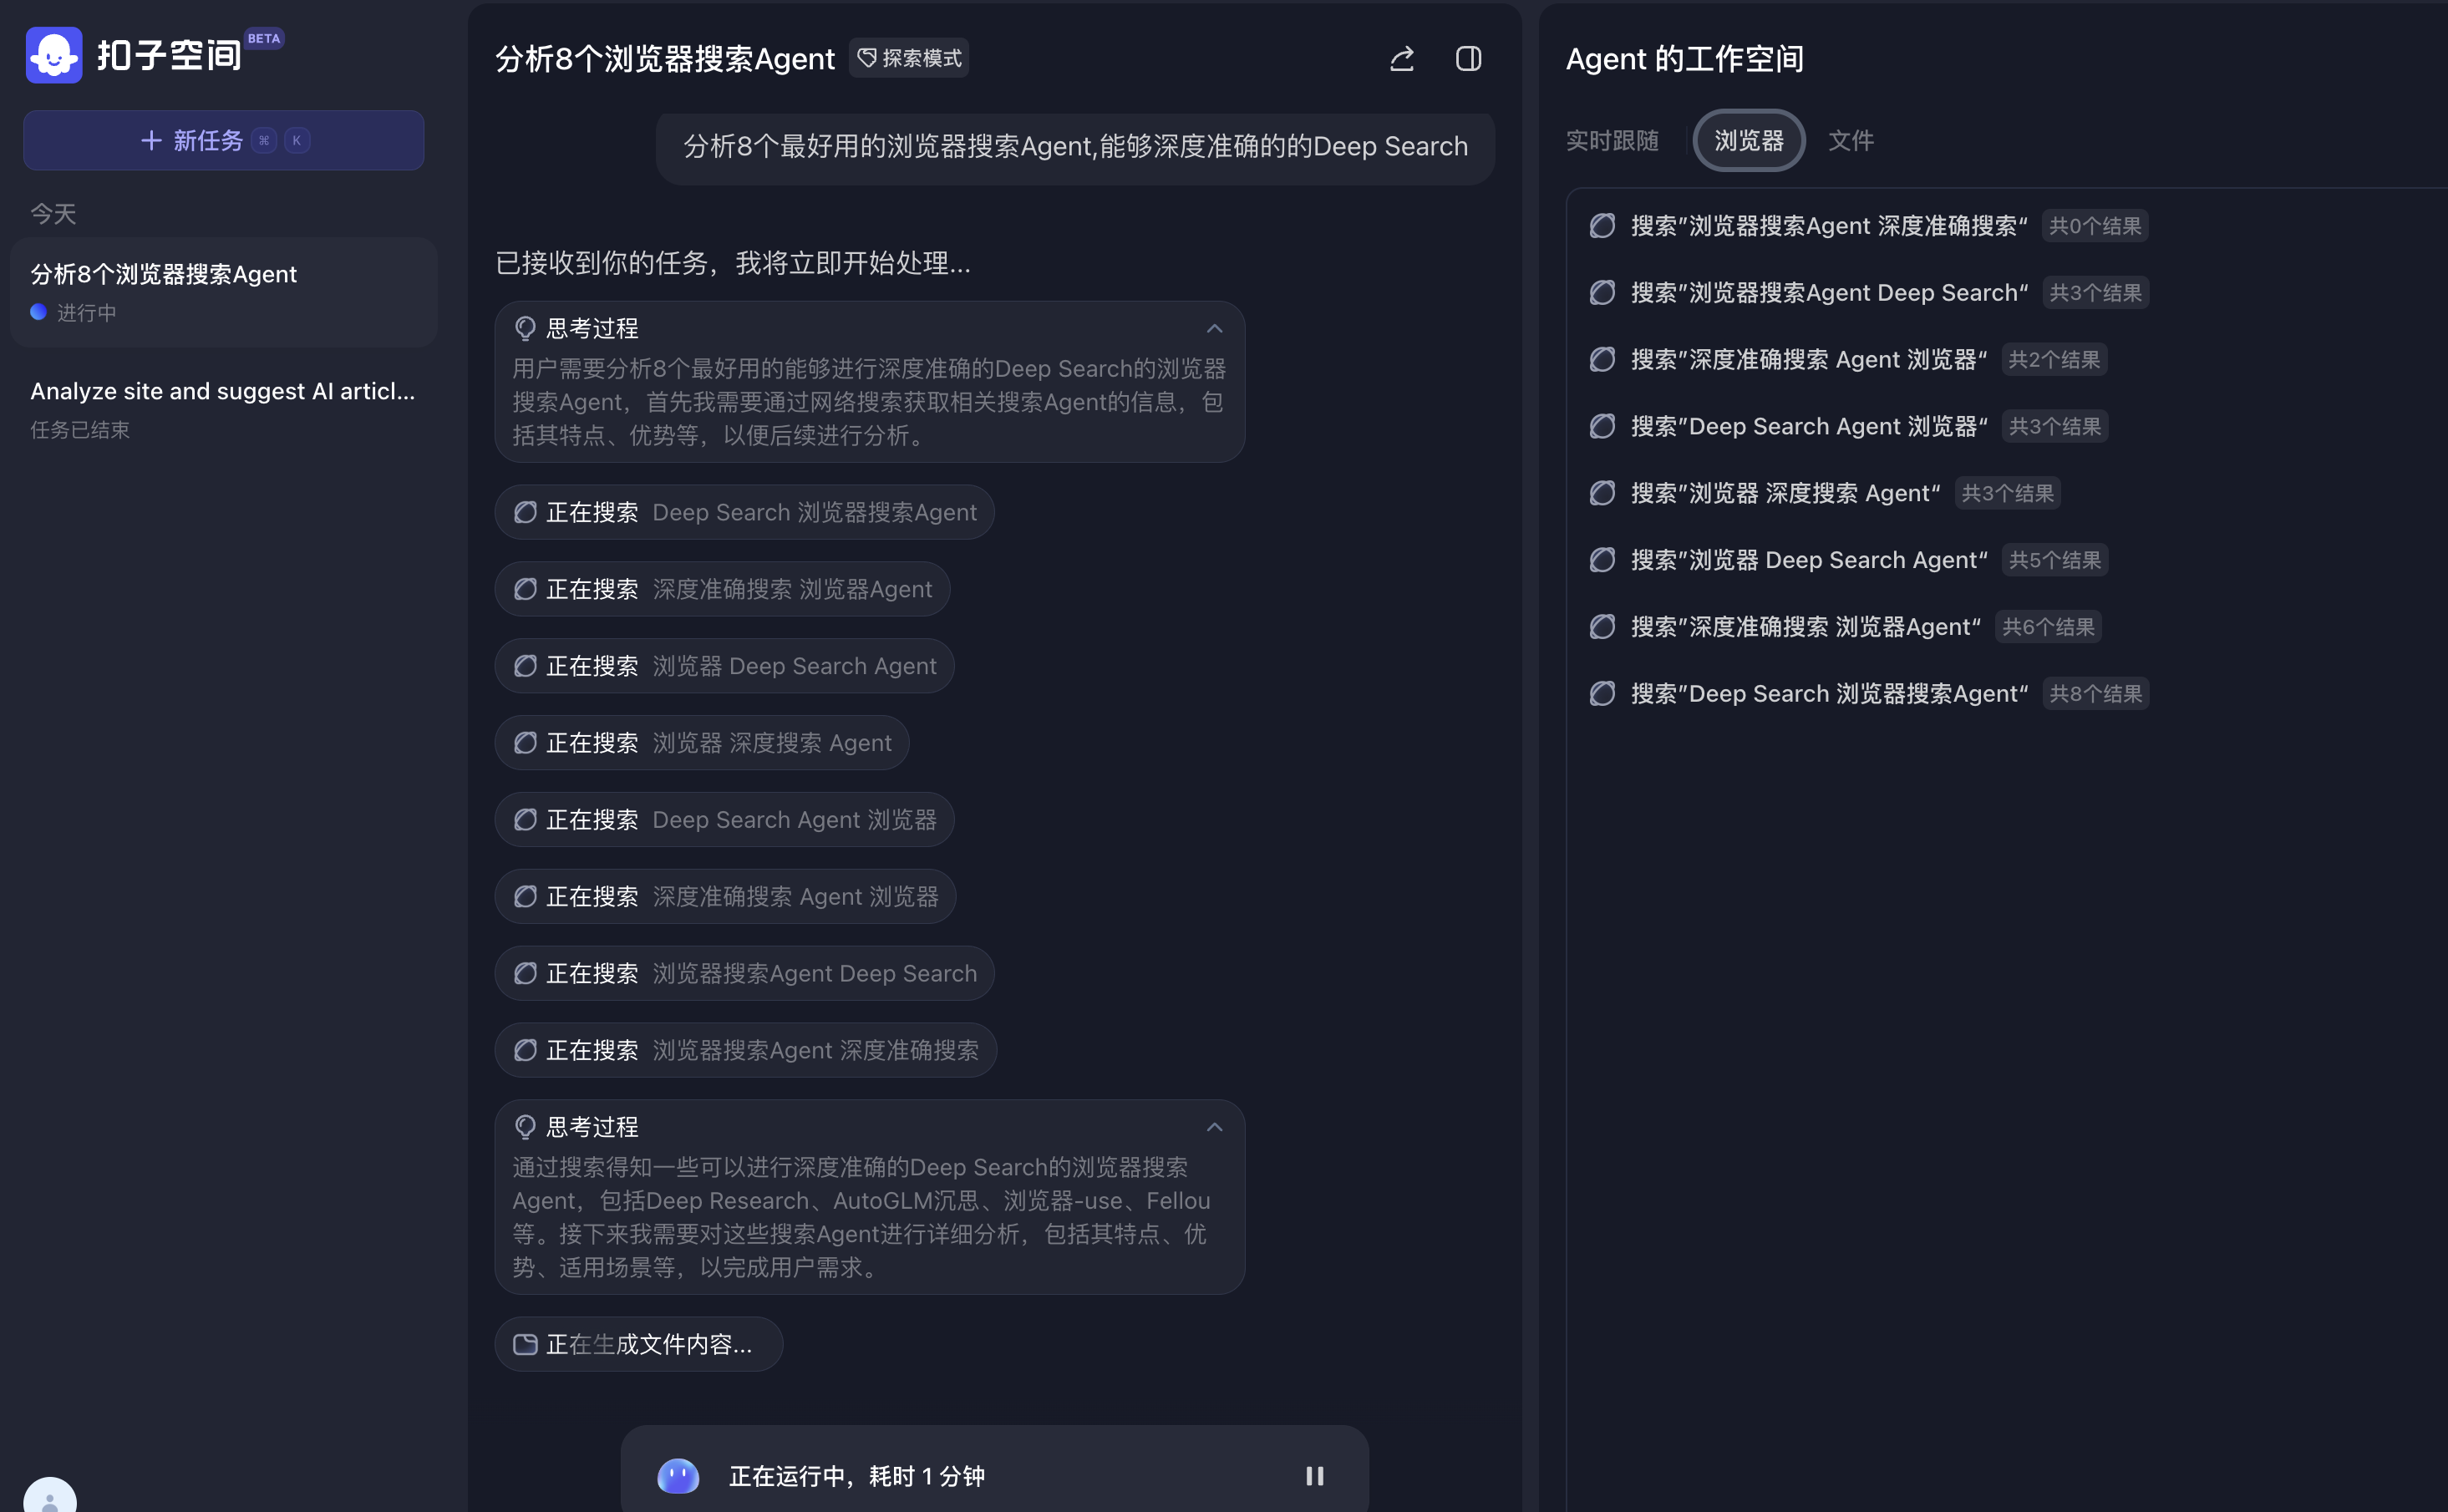 扣子空间 BETA
+ 新任务 ⌘ K
今天
分析8个浏览器搜索Agent
进行中
Analyze site and suggest AI articl...
任务已结束
分析8个浏览器搜索Agent 探索模式
分析8个最好用的浏览器搜索Agent,能够深度准确的的Deep Search
已接收到你的任务，我将立即开始处理...
思考过程
用户需要分析8个最好用的能够进行深度准确的Deep Search的浏览器
搜索Agent，首先我需要通过网络搜索获取相关搜索Agent的信息，包
括其特点、优势等，以便后续进行分析。
正在搜索 Deep Search 浏览器搜索Agent
正在搜索 深度准确搜索 浏览器Agent
正在搜索 浏览器 Deep Search Agent
正在搜索 浏览器 深度搜索 Agent
正在搜索 Deep Search Agent 浏览器
正在搜索 深度准确搜索 Agent 浏览器
正在搜索 浏览器搜索Agent Deep Search
正在搜索 浏览器搜索Agent 深度准确搜索
思考过程
通过搜索得知一些可以进行深度准确的Deep Search的浏览器搜索
Agent，包括Deep Research、AutoGLM沉思、浏览器-use、Fellou
等。接下来我需要对这些搜索Agent进行详细分析，包括其特点、优
势、适用场景等，以完成用户需求。
正在生成文件内容...
正在运行中，耗时 1 分钟
Agent 的工作空间
实时跟随 浏览器 文件
搜索”浏览器搜索Agent 深度准确搜索“ 共0个结果
搜索”浏览器搜索Agent Deep Search“ 共3个结果
搜索”深度准确搜索 Agent 浏览器“ 共2个结果
搜索”Deep Search Agent 浏览器“ 共3个结果
搜索”浏览器 深度搜索 Agent“ 共3个结果
搜索”浏览器 Deep Search Agent“ 共5个结果
搜索”深度准确搜索 浏览器Agent“ 共6个结果
搜索”Deep Search 浏览器搜索Agent“ 共8个结果